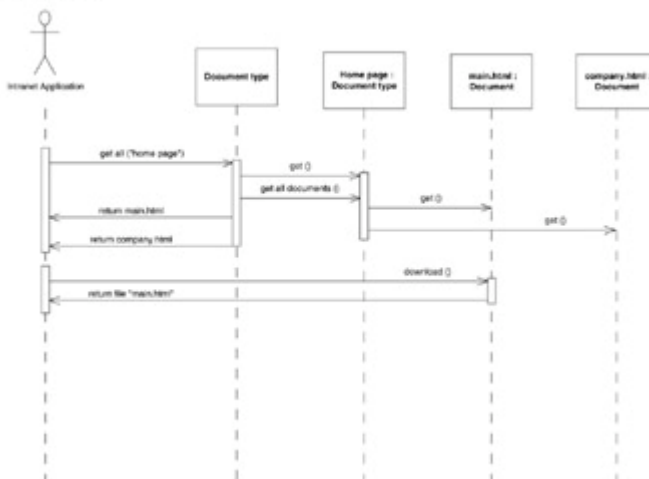 Intranet Application
Document type
Home page :
Document type
main.html :
Document
company.html :
Document
get all ("home page")
get ()
get all documents ()
return main.html
get ()
get ()
return company.html
download ()
return file "main.html"